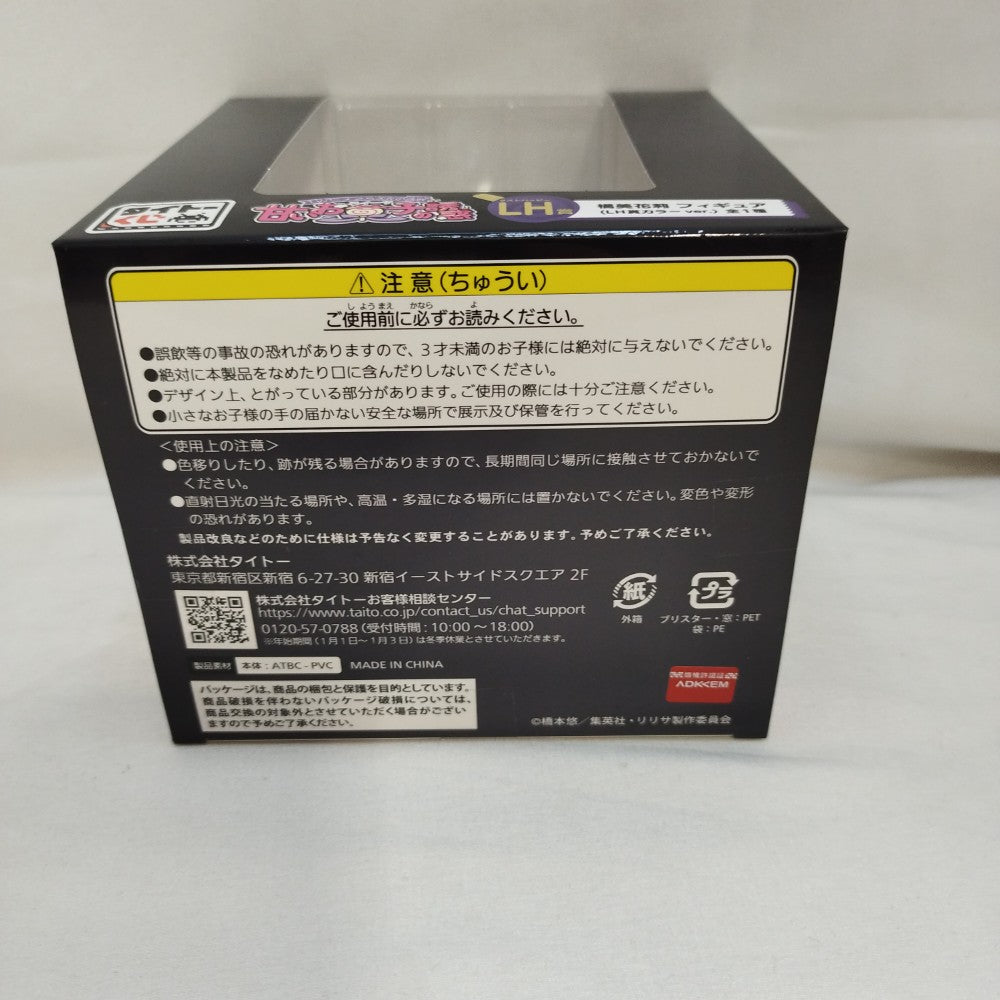 タイトー
くじ
LH賞
橘美花莉 フィギュア
(LH賞カラーver.) 全1種
⚠注意(ちゅうい)
ご使用前に必ずお読みください。
●誤飲等の事故の恐れがありますので、3才未満のお子様には絶対に与えないでください。
●絶対に本製品をなめたり口に含んだりしないでください。
●デザイン上、とがっている部分があります。ご使用の際には十分ご注意ください。
●小さなお子様の手の届かない安全な場所で展示及び保管を行ってください。
<使用上の注意>
●色移りしたり、跡が残る場合がありますので、長期間同じ場所に接触させておかないで
ください。
●直射日光の当たる場所や、高温・多湿になる場所には置かないでください。変色や変形
の恐れがあります。
製品改良などのために仕様は予告なく変更することがあります。予めご了承ください。
株式会社タイトー
東京都新宿区新宿 6-27-30 新宿イーストサイドスクエア 2F
株式会社タイトーお客様相談センター
https://www.taito.co.jp/contact_us/chat_support
0120-57-0788 (受付時間:10:00～18:00)
※年始期間(1月1日～1月3日)は冬季休業とさせていただきます。
紙
外箱
プラ
ブリスター・窓:PET
袋:PE
製品素材 本体:ATBC-PVC MADE IN CHINA
パッケージは、商品の梱包と保護を目的としています。
商品破損を伴わないパッケージ破損については、
商品交換の対象外とさせていただく場合がござい
ますので予めご了承ください。
ADKEM
©橋本悠/集英社・リリサ製作委員会